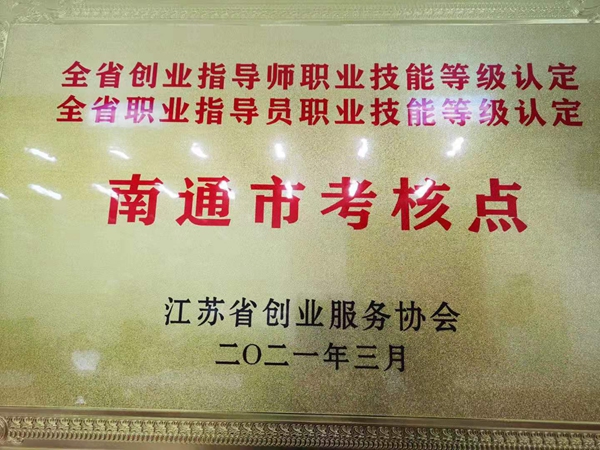 全省创业指导师职业技能等级认定
全省职业指导员职业技能等级认定
南通市考核点
江苏省创业服务协会
二〇二一年三月